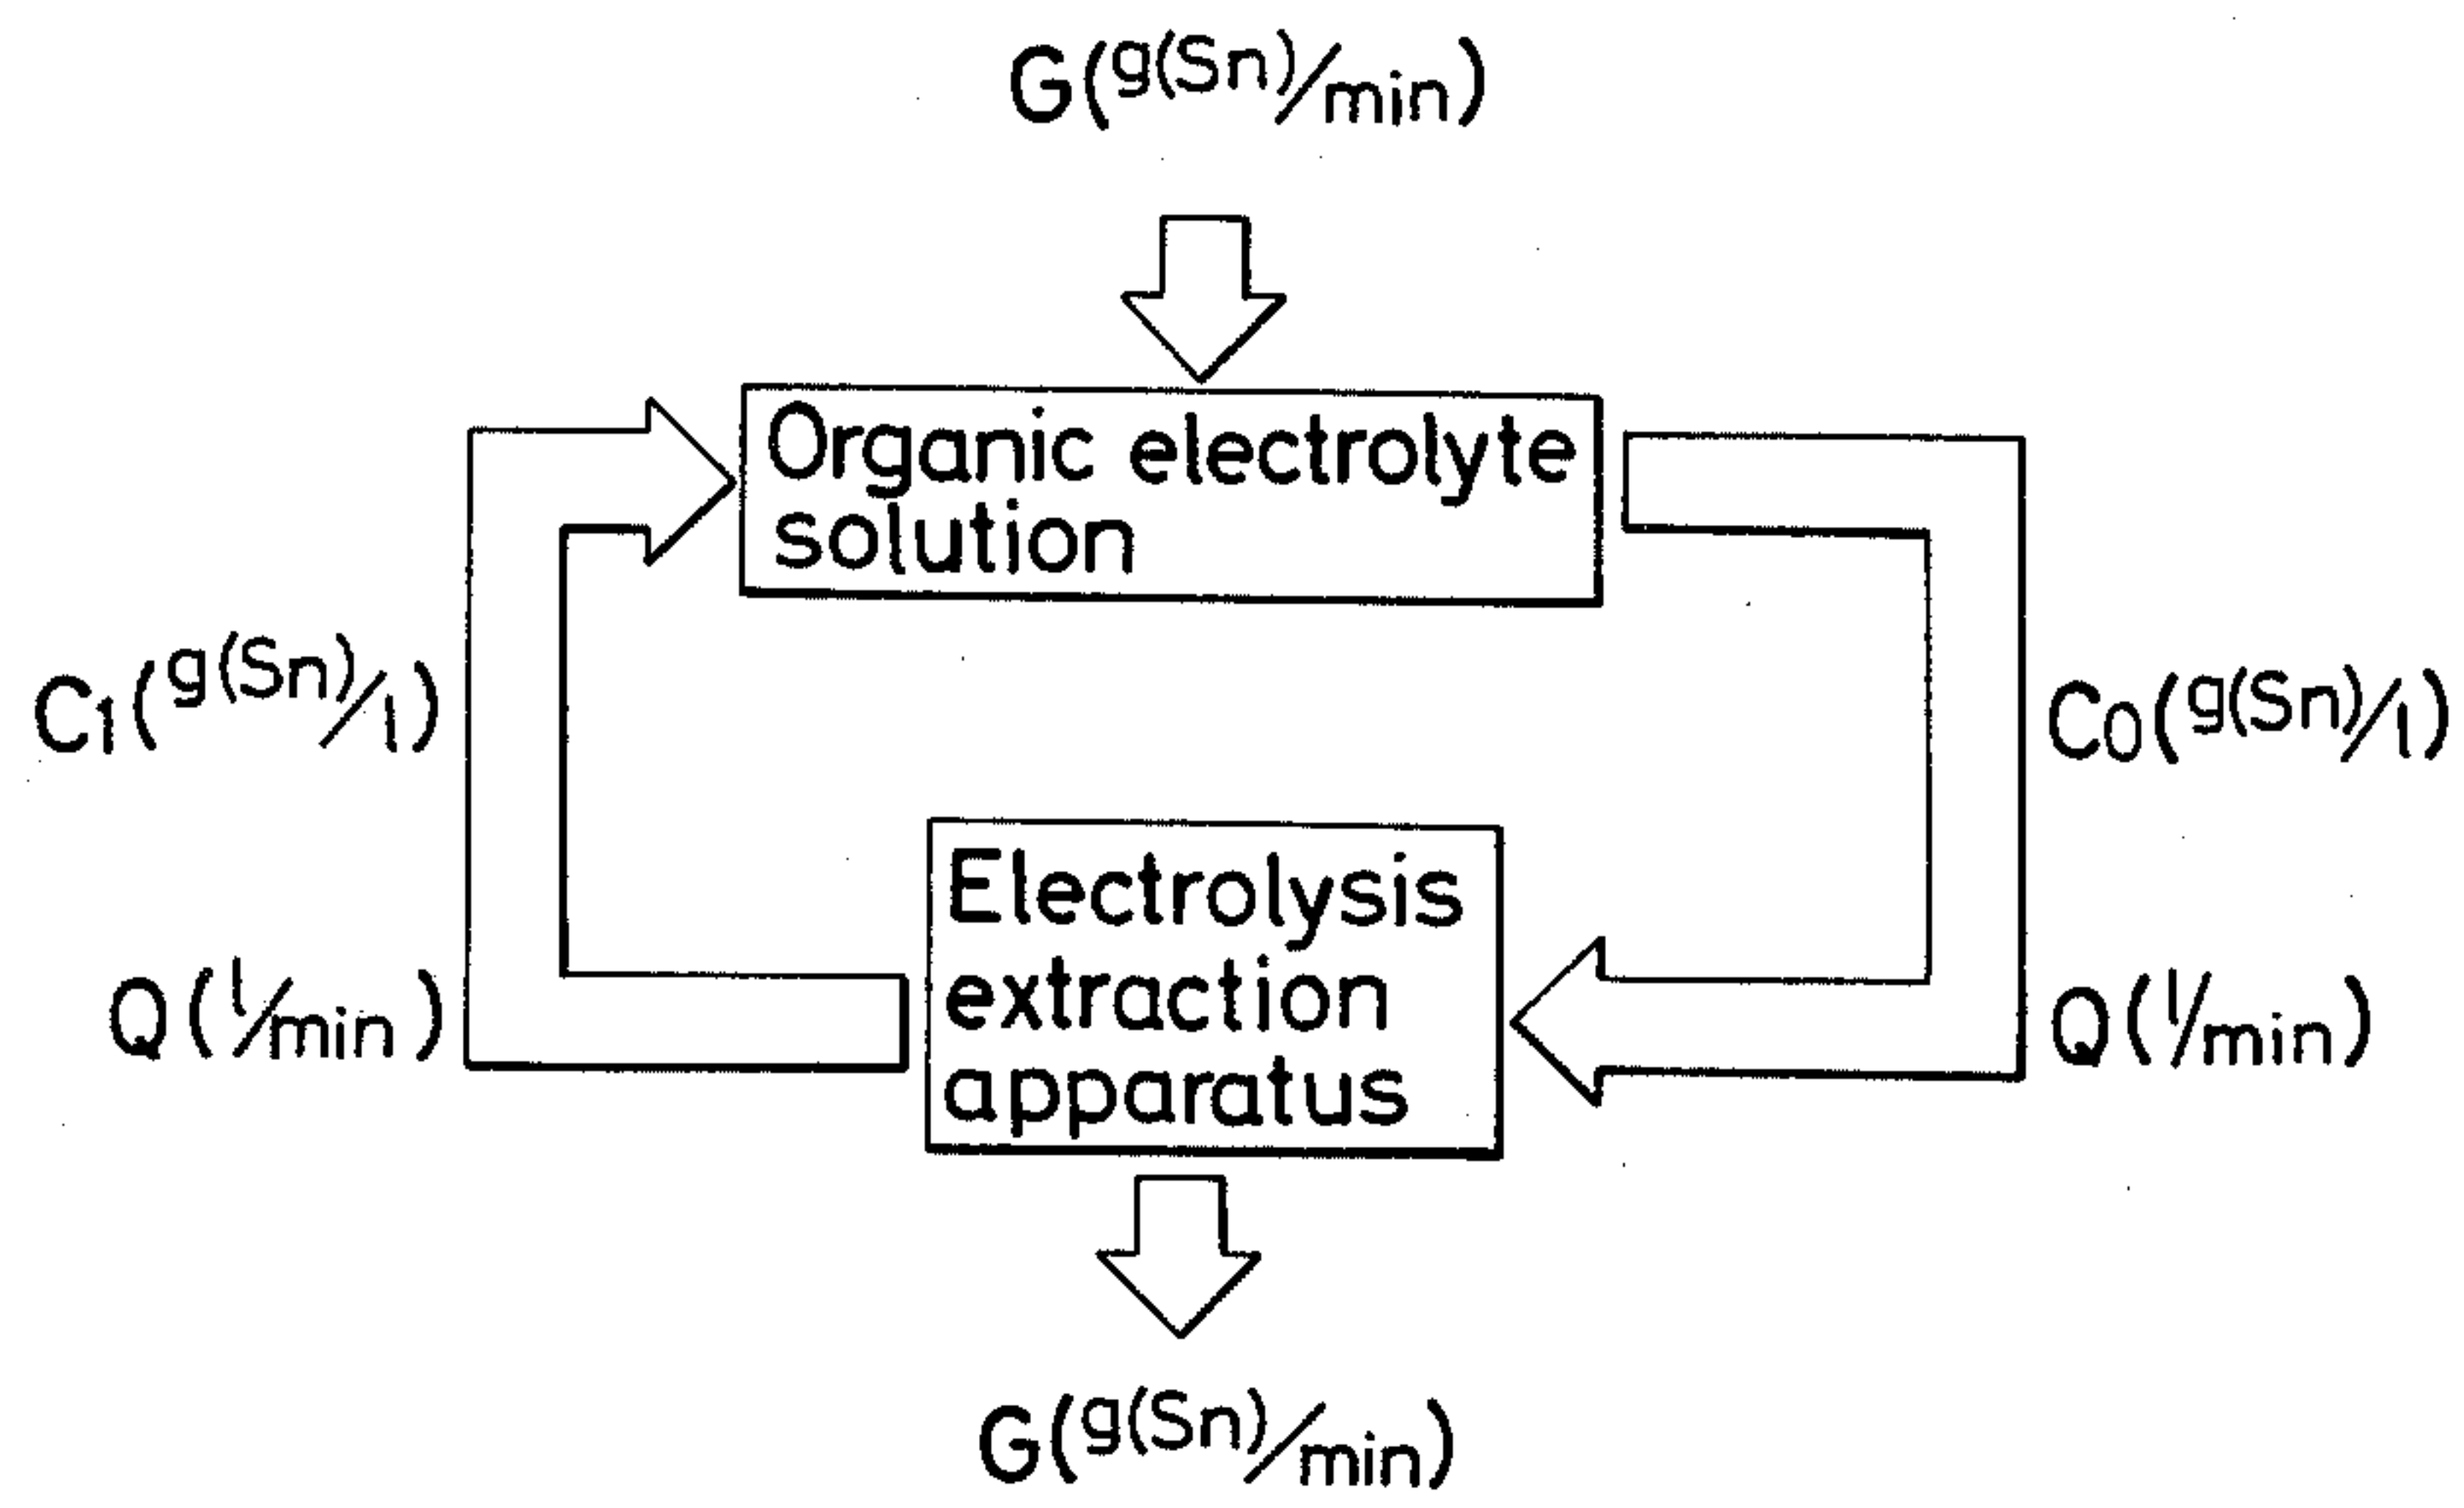 G(g(Sn)/min)
Organic electrolyte
solution
C1(g(Sn)/l)
C0(g(Sn)/l)
Electrolysis
extraction
apparatus
Q(l/min)
Q(l/min)
G(g(Sn)/min)